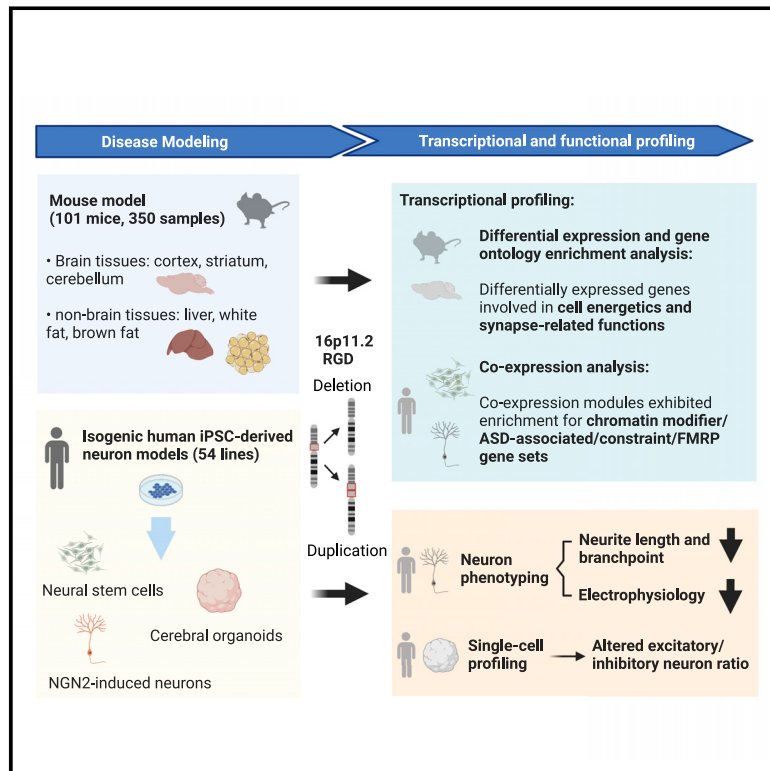 Disease Modeling
Transcriptional and functional profiling
Mouse model
(101 mice, 350 samples)
• Brain tissues: cortex, striatum,
cerebellum
• non-brain tissues: liver, white
fat, brown fat
Isogenic human iPSC-derived
neuron models (54 lines)
Neural stem cells
Cerebral organoids
NGN2-induced neurons
16p11.2
RGD
Deletion
Duplication
Transcriptional profiling:
Differential expression and gene
ontology enrichment analysis:
Differentially expressed genes
involved in cell energetics and
synapse-related functions
Co-expression analysis:
Co-expression modules exhibited
enrichment for chromatin modifier/
ASD-associated/constraint/FMRP
gene sets
Neuron
phenotyping
Neurite length and
branchpoint
Electrophysiology
Single-cell
profiling
Altered excitatory/
inhibitory neuron ratio